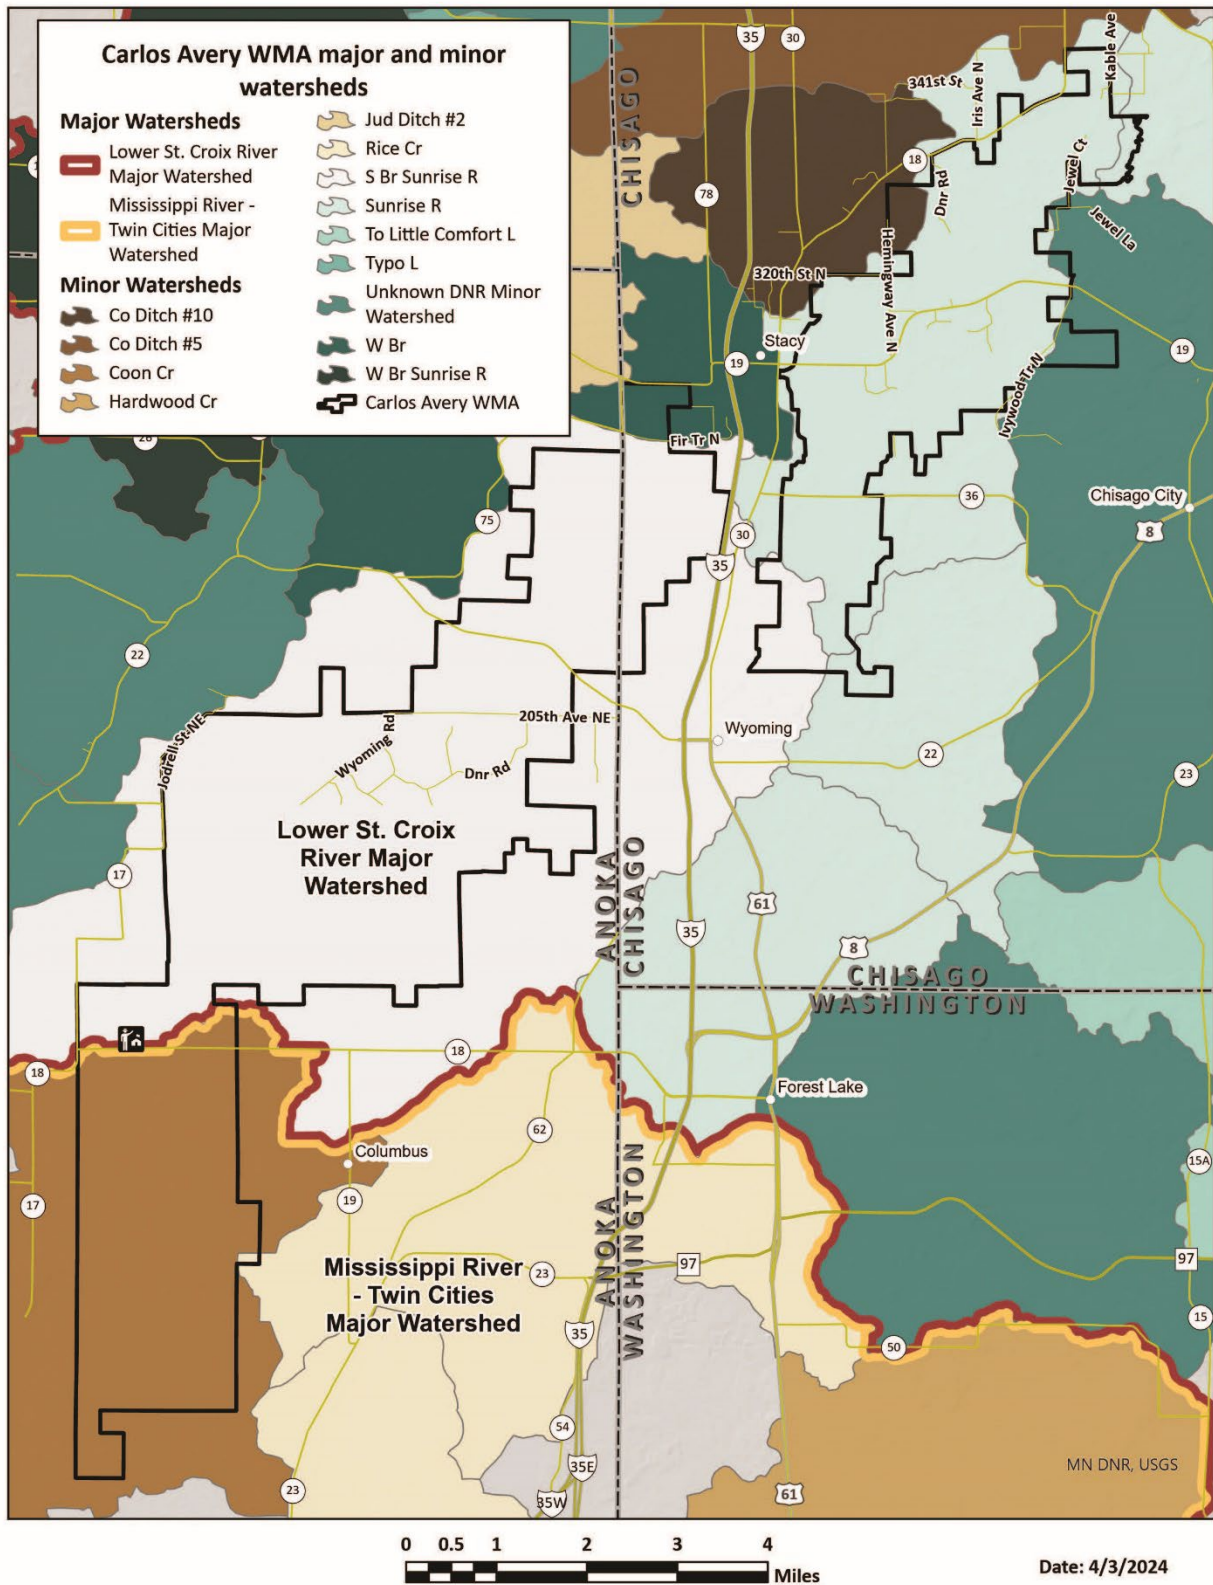 Carlos Avery WMA major and minor
watersheds
Major Watersheds
Lower St. Croix River
Major Watershed
Mississippi River -
Twin Cities Major
Watershed
Minor Watersheds
Co Ditch #10
Co Ditch #5
Coon Cr
Hardwood Cr
Jud Ditch #2
Rice Cr
S Br Sunrise R
Sunrise R
To Little Comfort L
Typo L
Unknown DNR Minor
Watershed
W Br
W Br Sunrise R
Carlos Avery WMA
35
30
341st St
Iris Ave N
Kable Ave
CHISAGO
18
Dnr Rd
Jewel Ct
Jewel La
78
320th St N
Hemingway Ave N
Stacy
19
19
Ivywood Tr N
Fir Tr N
36
Chisago City
8
75
30
35
22
205th Ave NE
Jodrell St NE
Wyoming Rd
Dnr Rd
Wyoming
22
23
Lower St. Croix
River Major
Watershed
17
ANOKA
CHISAGO
61
35
8
CHISAGO
WASHINGTON
18
18
Forest Lake
62
Columbus
15A
17
19
ANOKA
WASHINGTON
97
97
23
Mississippi River
- Twin Cities
Major Watershed
35
50
15
54
35E
35W
23
61
MN DNR, USGS
0 0.5 1 2 3 4
Miles
Date: 4/3/2024